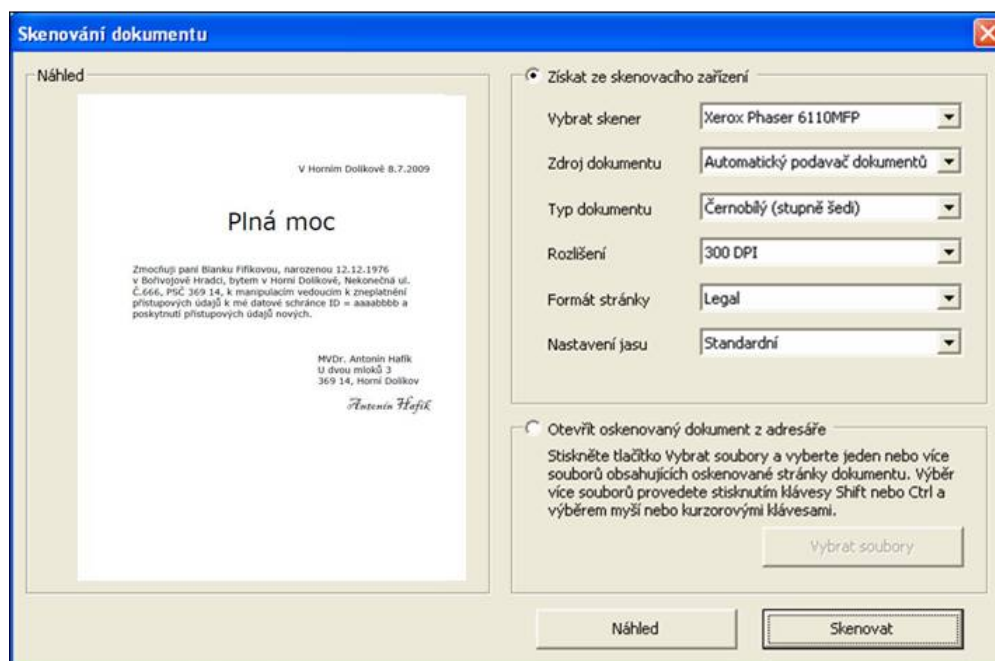 Skenování dokumentu
Náhled
V Horním Dolíkově 8.7.2009
Plná moc
Zmocňuji paní Blanku Fifíkovou, narozenou 12.12.1976
v Bořivojově Hradci, bytem v Horní Dolíkově, Nekonečná ul.
Č.666, PSČ 369 14, k manipulacím vedoucím k zneplatnění
přístupových údajů k mé datové schránce ID = aaaabbbb a
poskytnutí přístupových údajů nových.
MVDr. Antonín Hafík
U dvou mloků 3
369 14, Horní Dolíkov
Antonín Hafík
Získat ze skenovacího zařízení
Vybrat skener
Xerox Phaser 6110MFP
Zdroj dokumentu
Automatický podavač dokumentů
Typ dokumentu
Černobílý (stupně šedi)
Rozlišení
300 DPI
Formát stránky
Legal
Nastavení jasu
Standardní
Otevřít oskenovaný dokument z adresáře
Stiskněte tlačítko Vybrat soubory a vyberte jeden nebo více
souborů obsahujících oskenované stránky dokumentu. Výběr
více souborů provedete stisknutím klávesy Shift nebo Ctrl a
výběrem myší nebo kurzorovými klávesami.
Vybrat soubory
Náhled
Skenovat